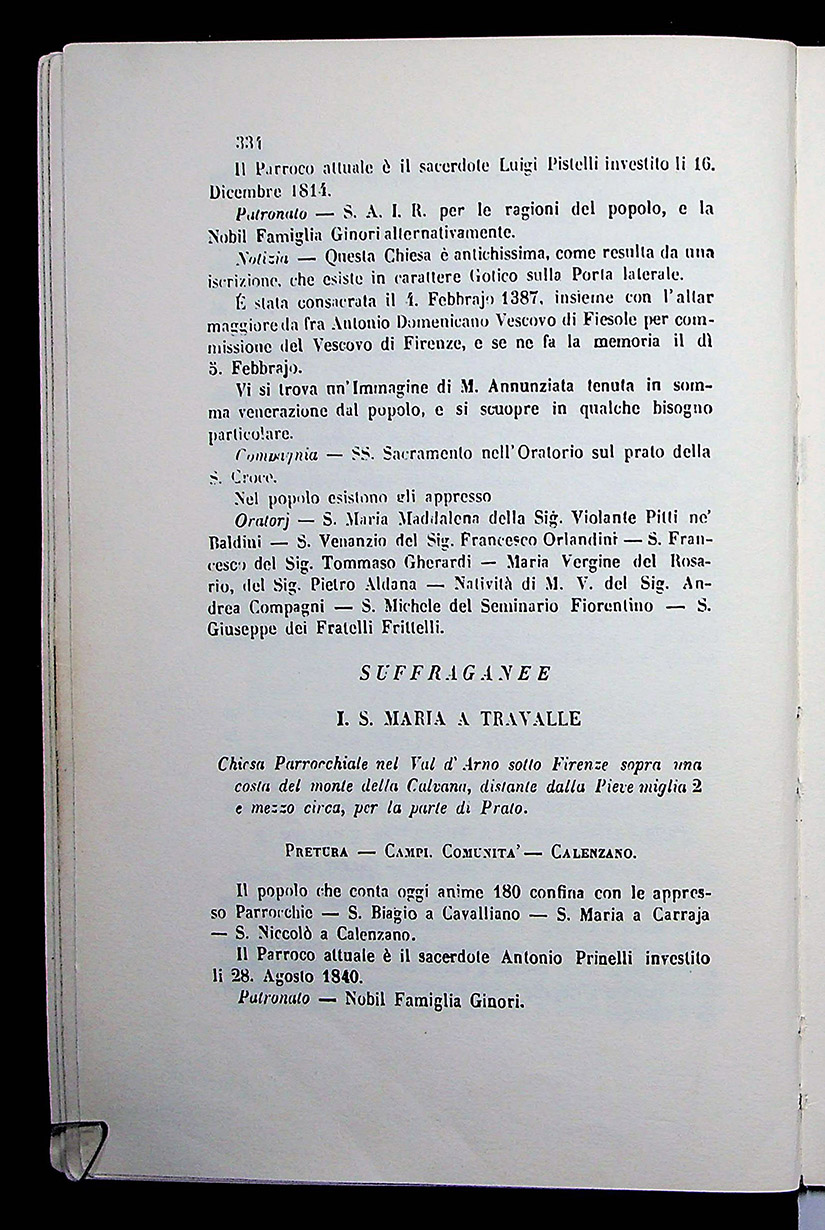 334
Il Parroco attuale è il sacerdote Luigi Pistelli investito li 16.
Dicembre 1814.
Patronato — S. A. I. R. per le ragioni del popolo, e la
Nobil Famiglia Ginori alternativamente.
Notizia — Questa Chiesa è antichissima, come resulta da una
iscrizione, che esiste in carattere Gotico sulla Porta laterale.
É stata consacrata il 4. Febbrajo 1387. insieme con l'altar
maggiore da fra Antonio Domenicano Vescovo di Fiesole per com-
missione del Vescovo di Firenze, e se ne fa la memoria il dì
5. Febbrajo.
Vi si trova un'Immagine di M. Annunziata tenuta in som-
ma venerazione dal popolo, e si scuopre in qualche bisogno
particolare.
Compagnia — SS. Sacramento nell'Oratorio sul prato della
S. Croce.
Nel popolo esistono gli appresso
Oratorj — S. Maria Maddalena della Sig. Violante Pitti ne'
Baldini — S. Venanzio del Sig. Francesco Orlandini — S. Fran-
cesco del Sig. Tommaso Gherardi — Maria Vergine del Rosa-
rio, del Sig. Pietro Aldana — Natività di M. V. del Sig. An-
drea Compagni — S. Michele del Seminario Fiorentino — S.
Giuseppe dei Fratelli Frittelli.
SUFFRAGANEE
I. S. MARIA A TRAVALLE
Chiesa Parrocchiale nel Val d'Arno sotto Firenze sopra una
costa del monte della Calvana, distante dalla Pieve miglia 2
e mezzo circa, per la parte di Prato.
PRETURA — CAMPI. COMUNITA' — CALENZANO.
Il popolo che conta oggi anime 180 confina con le appres-
so Parrocchie — S. Biagio a Cavalliano — S. Maria a Carraja
— S. Niccolò a Calenzano.
Il Parroco attuale è il sacerdote Antonio Prinelli investito
li 28. Agosto 1840.
Patronato — Nobil Famiglia Ginori.